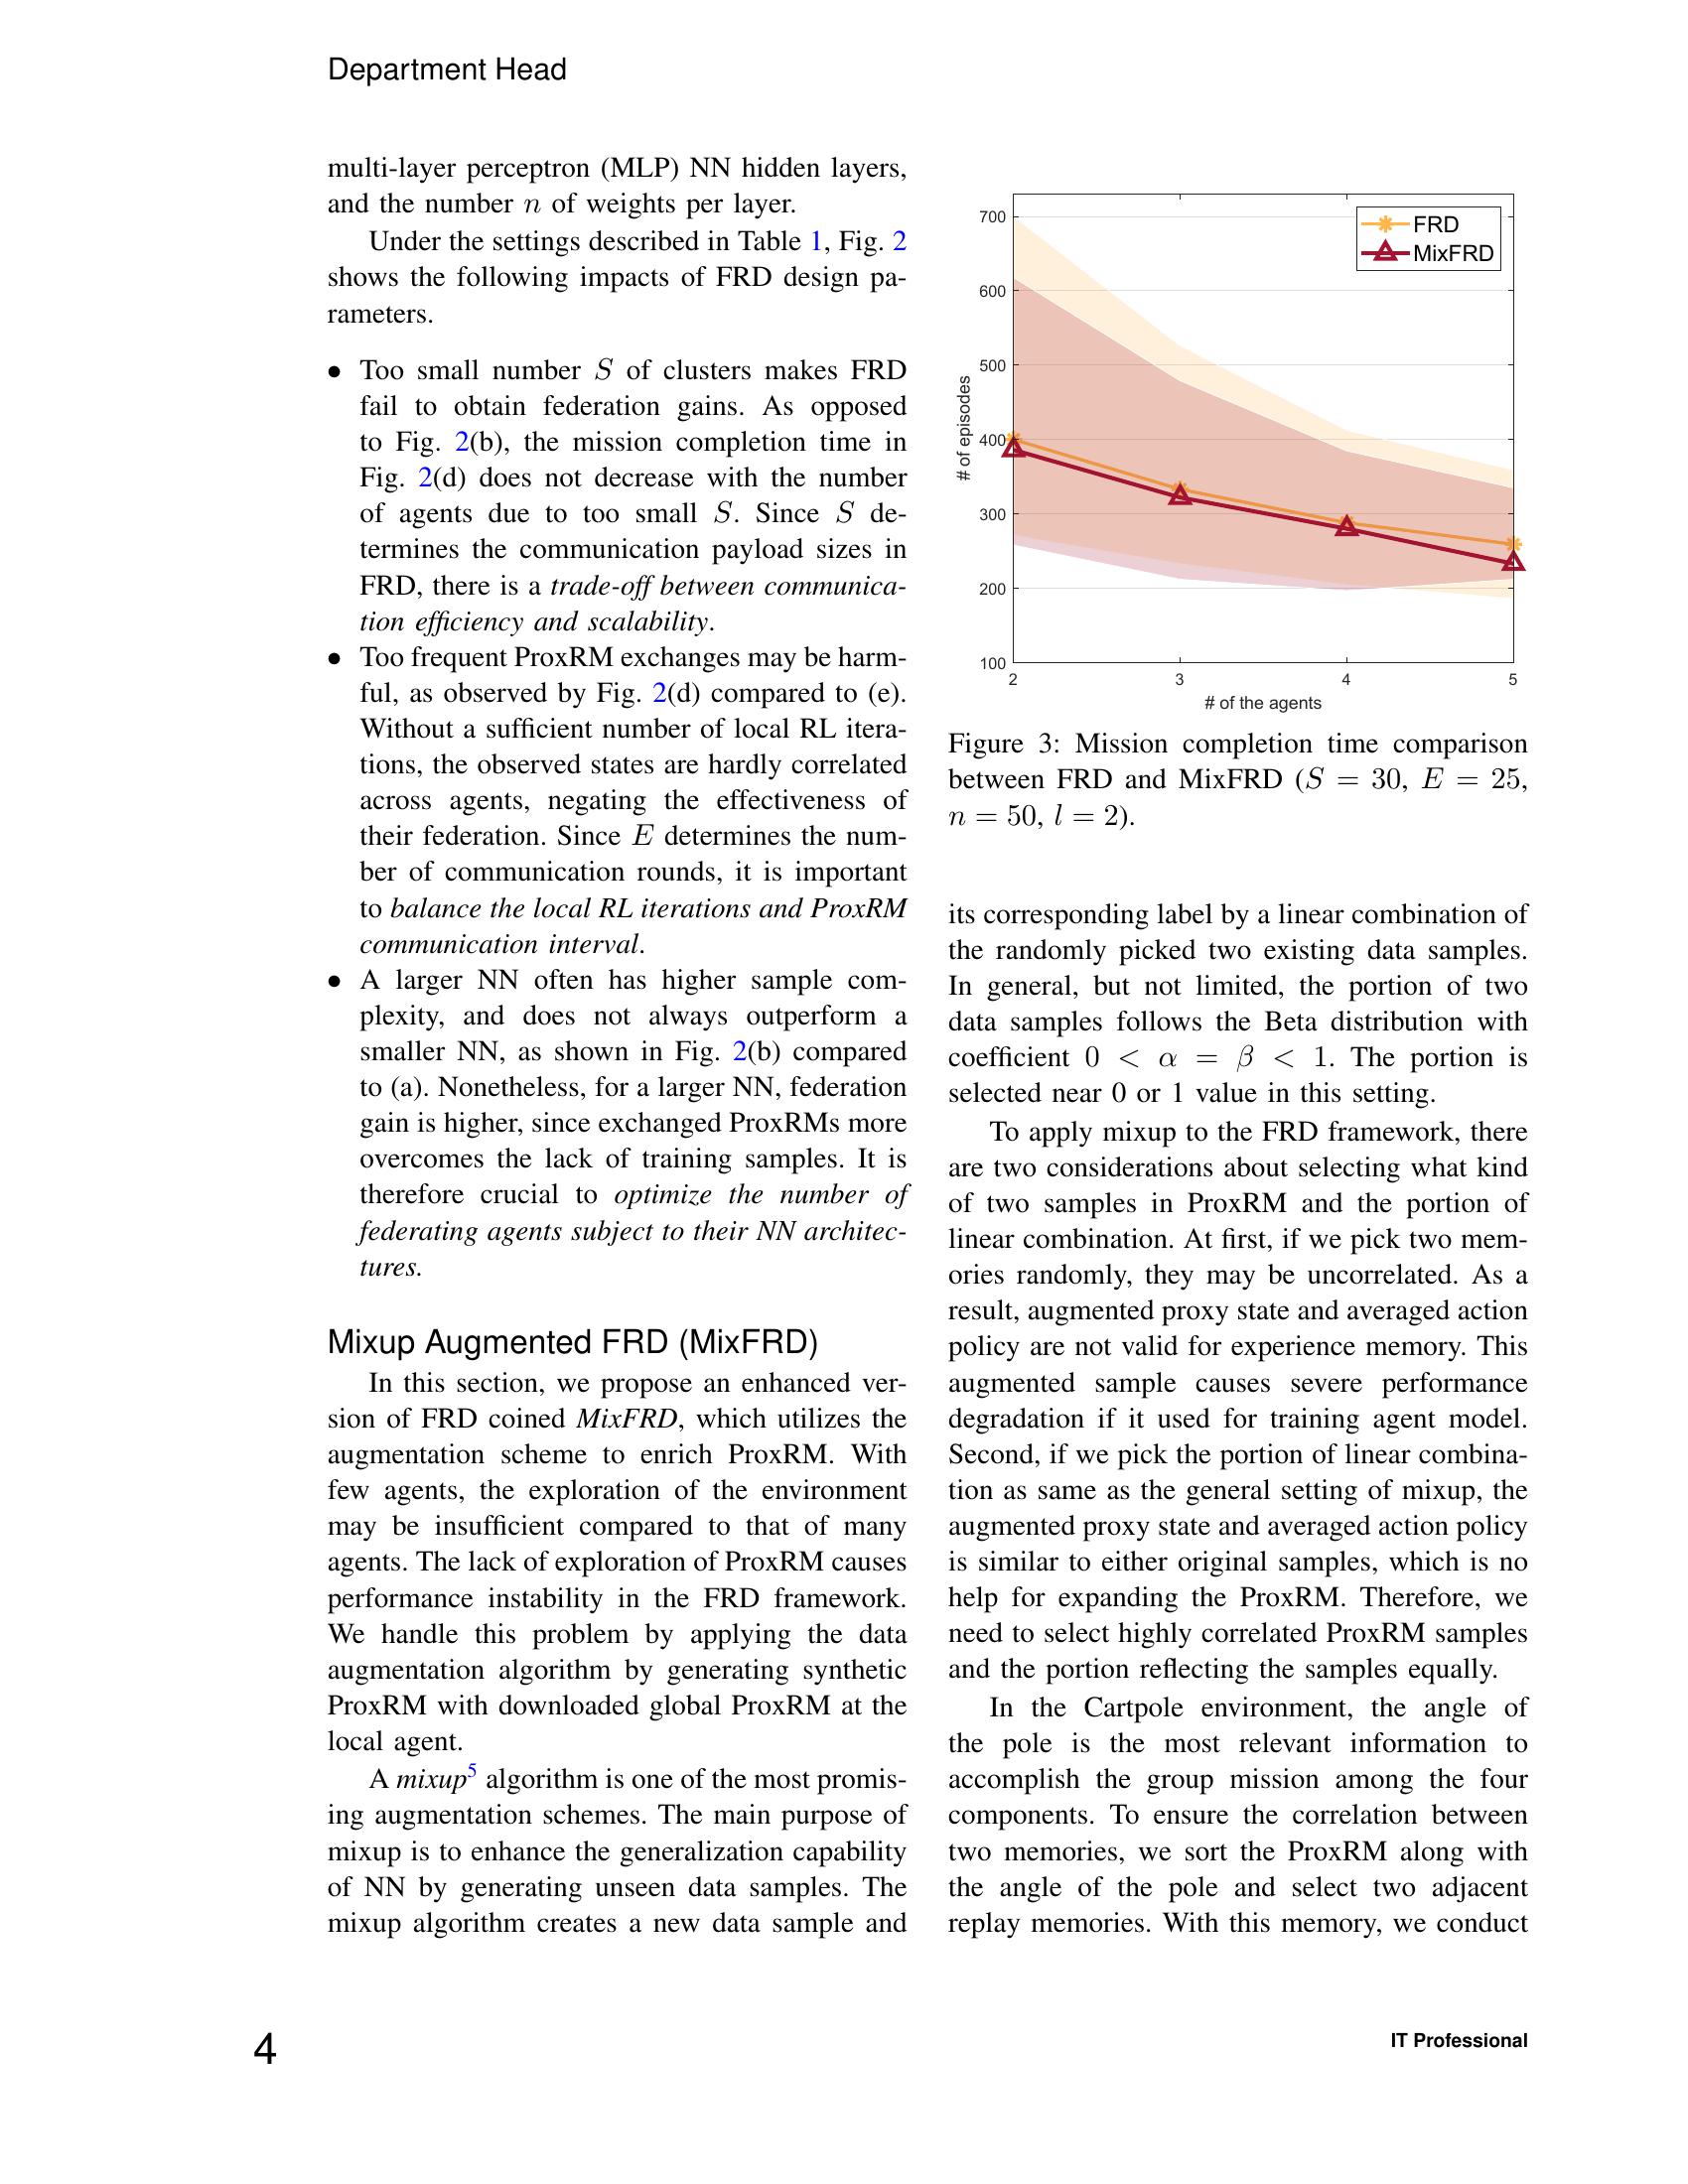 Department Head
multi-layer perceptron (MLP) NN hidden layers,
and the number n of weights per layer.
Under the settings described in Table 1, Fig. 2
shows the following impacts of FRD design pa-
rameters.
• Too small number S of clusters makes FRD
fail to obtain federation gains. As opposed
to Fig. 2(b), the mission completion time in
Fig. 2(d) does not decrease with the number
of agents due to too small S. Since S de-
termines the communication payload sizes in
FRD, there is a trade-off between communica-
tion efficiency and scalability.
• Too frequent ProxRM exchanges may be harm-
ful, as observed by Fig. 2(d) compared to (e).
Without a sufficient number of local RL itera-
tions, the observed states are hardly correlated
across agents, negating the effectiveness of
their federation. Since E determines the num-
ber of communication rounds, it is important
to balance the local RL iterations and ProxRM
communication interval.
• A larger NN often has higher sample com-
plexity, and does not always outperform a
smaller NN, as shown in Fig. 2(b) compared
to (a). Nonetheless, for a larger NN, federation
gain is higher, since exchanged ProxRMs more
overcomes the lack of training samples. It is
therefore crucial to optimize the number of
federating agents subject to their NN architec-
tures.
Mixup Augmented FRD (MixFRD)
In this section, we propose an enhanced ver-
sion of FRD coined MixFRD, which utilizes the
augmentation scheme to enrich ProxRM. With
few agents, the exploration of the environment
may be insufficient compared to that of many
agents. The lack of exploration of ProxRM causes
performance instability in the FRD framework.
We handle this problem by applying the data
augmentation algorithm by generating synthetic
ProxRM with downloaded global ProxRM at the
local agent.
A mixup5 algorithm is one of the most promis-
ing augmentation schemes. The main purpose of
mixup is to enhance the generalization capability
of NN by generating unseen data samples. The
mixup algorithm creates a new data sample and
700
600
500
400
300
200
100
# of episodes
2 3 4 5
# of the agents
FRD
MixFRD
Figure 3: Mission completion time comparison
between FRD and MixFRD (S = 30, E = 25,
n = 50, l = 2).
its corresponding label by a linear combination of
the randomly picked two existing data samples.
In general, but not limited, the portion of two
data samples follows the Beta distribution with
coefficient 0 < α = β < 1. The portion is
selected near 0 or 1 value in this setting.
To apply mixup to the FRD framework, there
are two considerations about selecting what kind
of two samples in ProxRM and the portion of
linear combination. At first, if we pick two mem-
ories randomly, they may be uncorrelated. As a
result, augmented proxy state and averaged action
policy are not valid for experience memory. This
augmented sample causes severe performance
degradation if it used for training agent model.
Second, if we pick the portion of linear combina-
tion as same as the general setting of mixup, the
augmented proxy state and averaged action policy
is similar to either original samples, which is no
help for expanding the ProxRM. Therefore, we
need to select highly correlated ProxRM samples
and the portion reflecting the samples equally.
In the Cartpole environment, the angle of
the pole is the most relevant information to
accomplish the group mission among the four
components. To ensure the correlation between
two memories, we sort the ProxRM along with
the angle of the pole and select two adjacent
replay memories. With this memory, we conduct
4
IT Professional